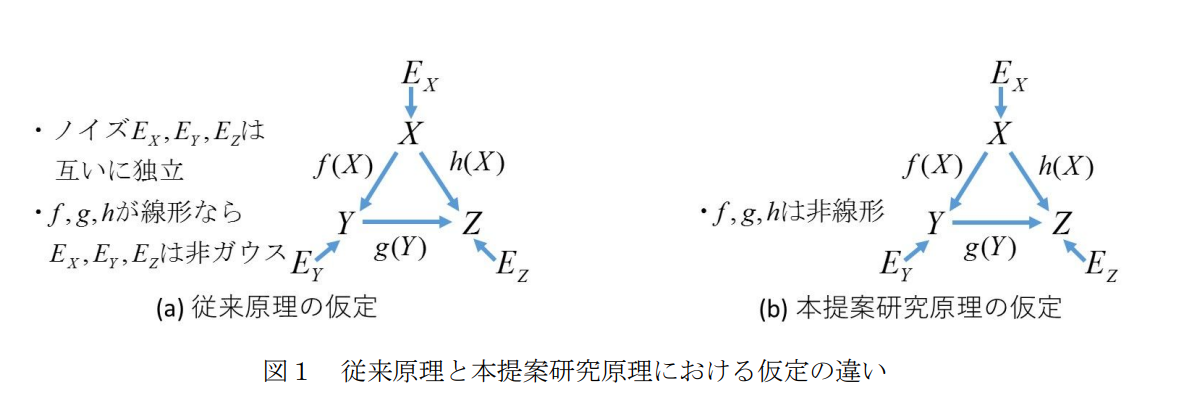 E_X
・ノイズE_X,E_Y,E_Zは
互いに独立
・f,g,hが線形なら
E_X,E_Y,E_Zは非ガウス
X
f(X)
h(X)
Y
Z
g(Y)
E_Y
E_Z
(a) 従来原理の仮定
E_X
・f,g,hは非線形
X
f(X)
h(X)
Y
Z
g(Y)
E_Y
E_Z
(b) 本提案研究原理の仮定
図1 従来原理と本提案研究原理における仮定の違い